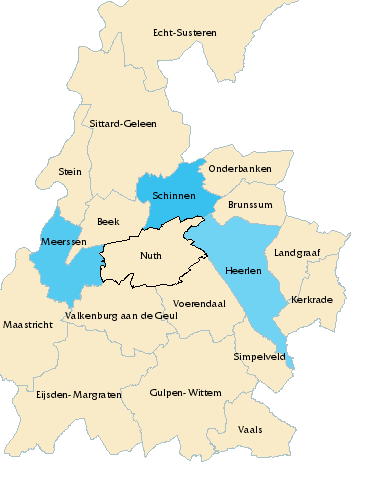 Echt-Susteren
Sittard-Geleen
Stein
Onderbanken
Schinnen
Brunssum
Beek
Meerssen
Nuth
Landgraaf
Heerlen
Kerkrade
Voerendaal
Valkenburg aan de Geul
Maastricht
Simpelveld
Eijsden-Margraten
Gulpen-Wittem
Vaals